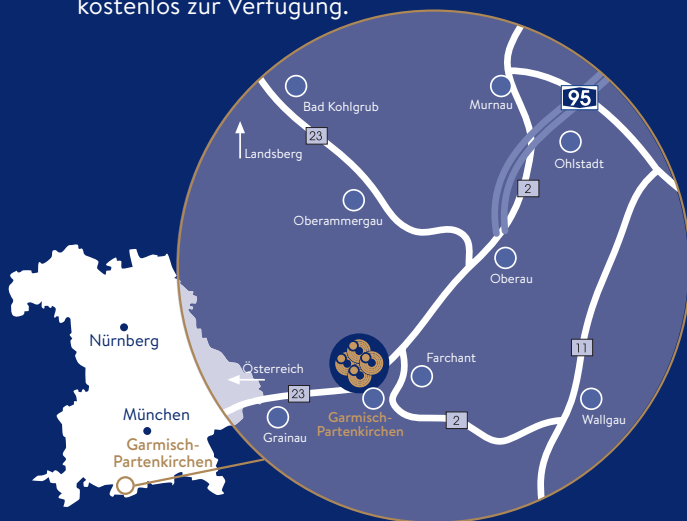 kostenlos zur Verfügung.
Bad Kohlgrub
Murnau
95
23
Landsberg
Ohlstadt
2
Oberammergau
Oberau
Nürnberg
Österreich
23
Farchant
11
München
Garmisch-
Partenkirchen
Grainau
Garmisch-
Partenkirchen
2
Wallgau